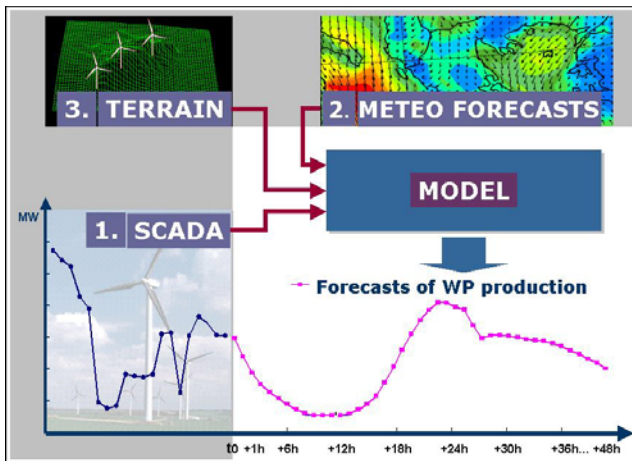 3. TERRAIN
2. METEO FORECASTS
MODEL
MW
1. SCADA
Forecasts of WP production
t0 +1h +6h +12h +18h +24h +30h +36h... +48h